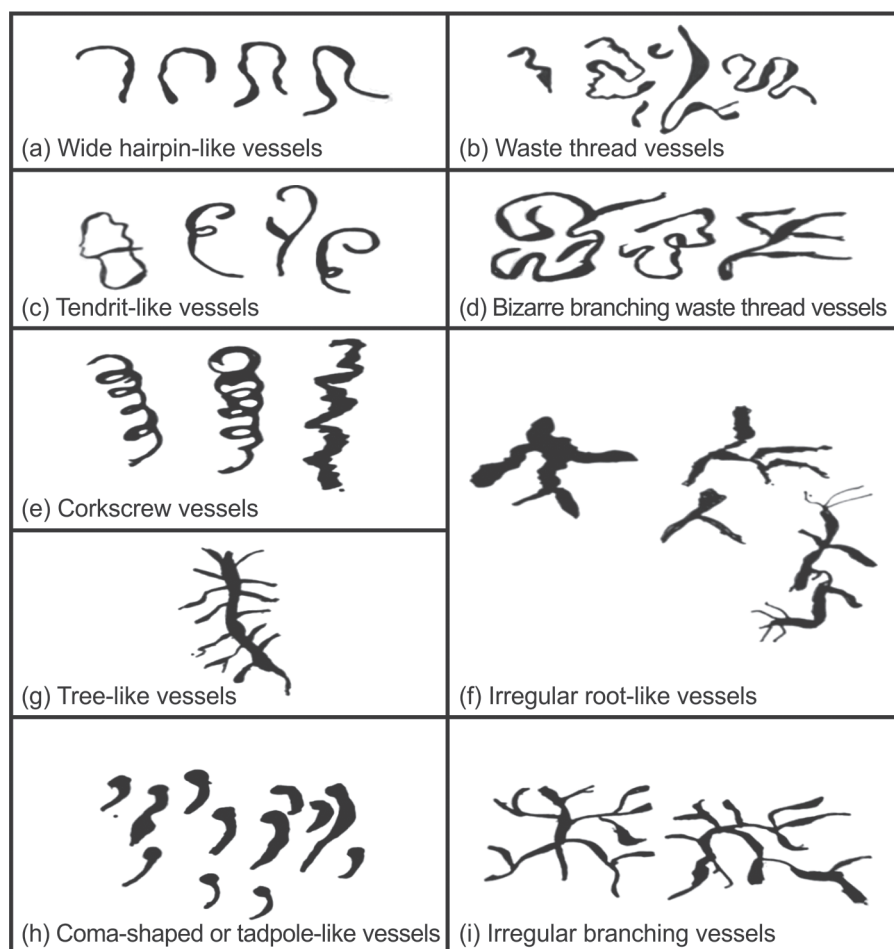 (a) Wide hairpin-like vessels
(b) Waste thread vessels
(c) Tendrit-like vessels
(d) Bizarre branching waste thread vessels
(e) Corkscrew vessels
(g) Tree-like vessels
(f) Irregular root-like vessels
(h) Coma-shaped or tadpole-like vessels
(i) Irregular branching vessels